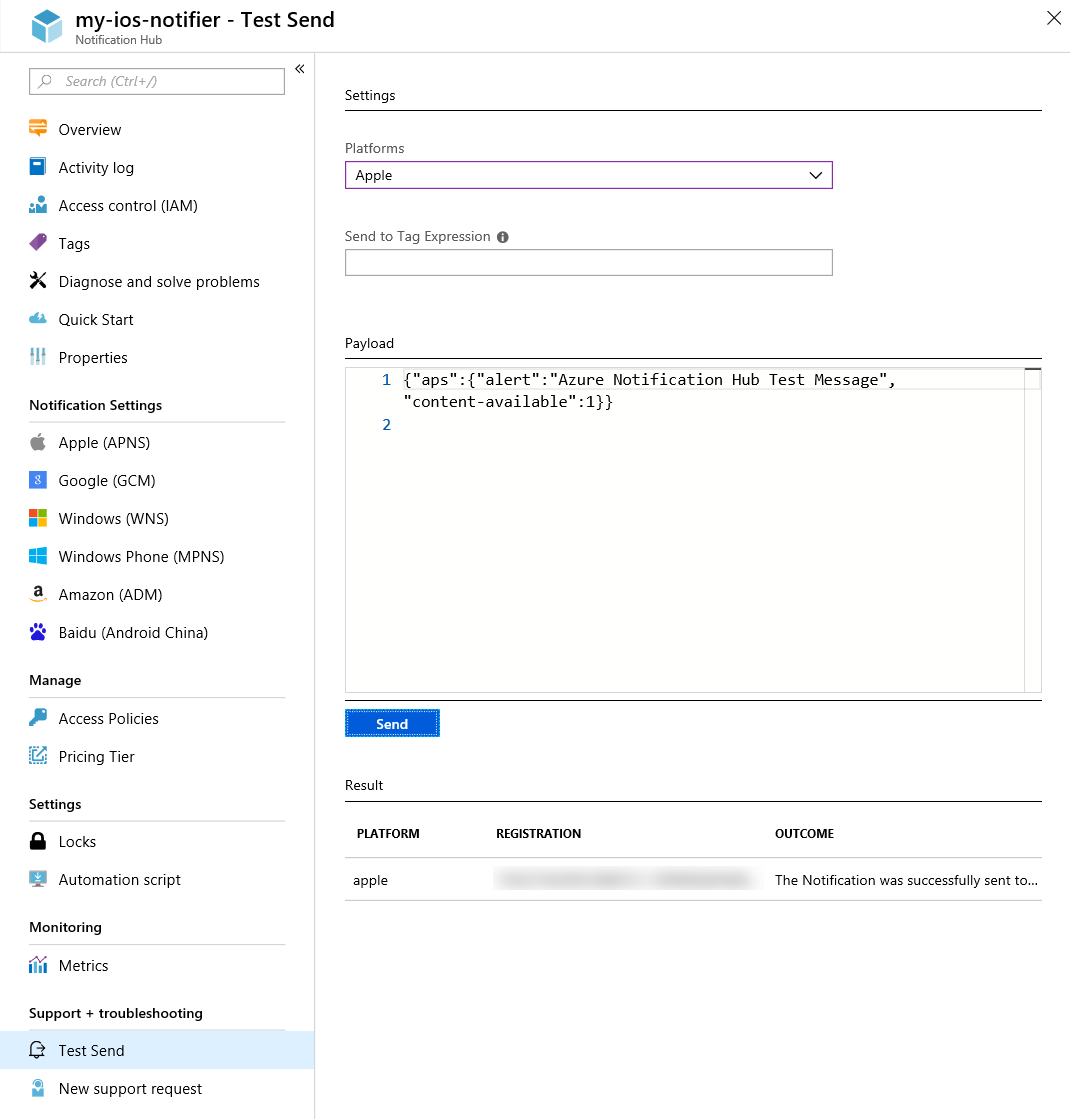 my-ios-notifier - Test Send
Notification Hub
Search (Ctrl+/)
Overview
Activity log
Access control (IAM)
Tags
Diagnose and solve problems
Quick Start
Properties
Notification Settings
Apple (APNS)
Google (GCM)
Windows (WNS)
Windows Phone (MPNS)
Amazon (ADM)
Baidu (Android China)
Manage
Access Policies
Pricing Tier
Settings
Locks
Automation script
Monitoring
Metrics
Support + troubleshooting
Test Send
New support request
Settings
Platforms
Apple
Send to Tag Expression
Payload
1 {"aps":{"alert":"Azure Notification Hub Test Message",
"content-available":1}}
2
Send
Result
PLATFORM REGISTRATION OUTCOME
apple The Notification was successfully sent to...